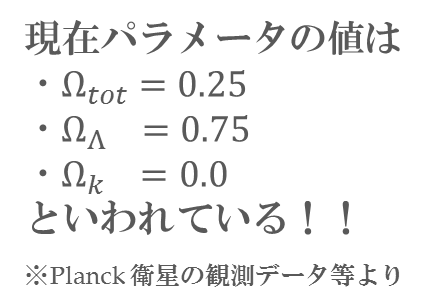 現在パラメータの値は
・Ω_tot = 0.25
・Ω_Λ = 0.75
・Ω_k = 0.0
といわれている！！
※Planck衛星の観測データ等より